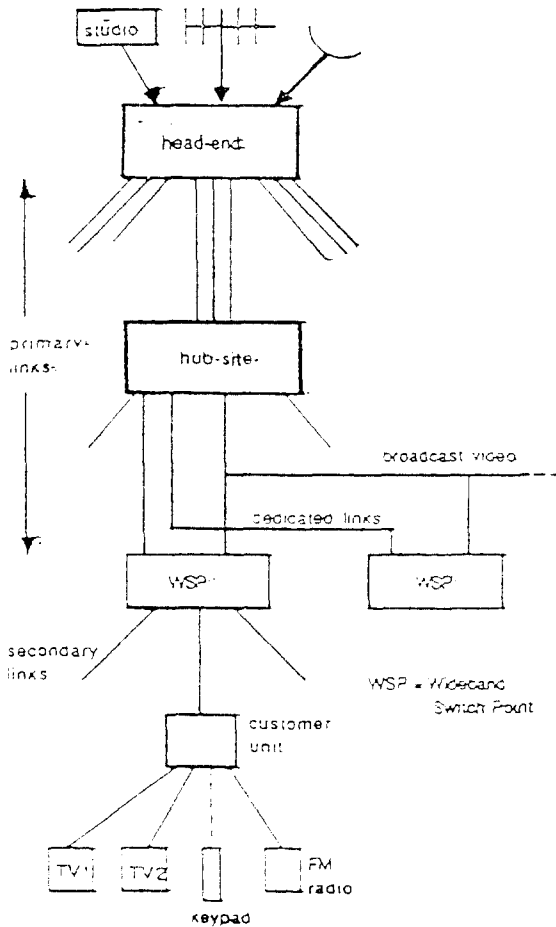 studio
head-end
primary
links
hub-site
broadcast video
dedicated links
WSP
WSP
secondary
links
WSP = Wideband
Switch Point
customer
unit
TV1
TV2
FM
radio
keypad